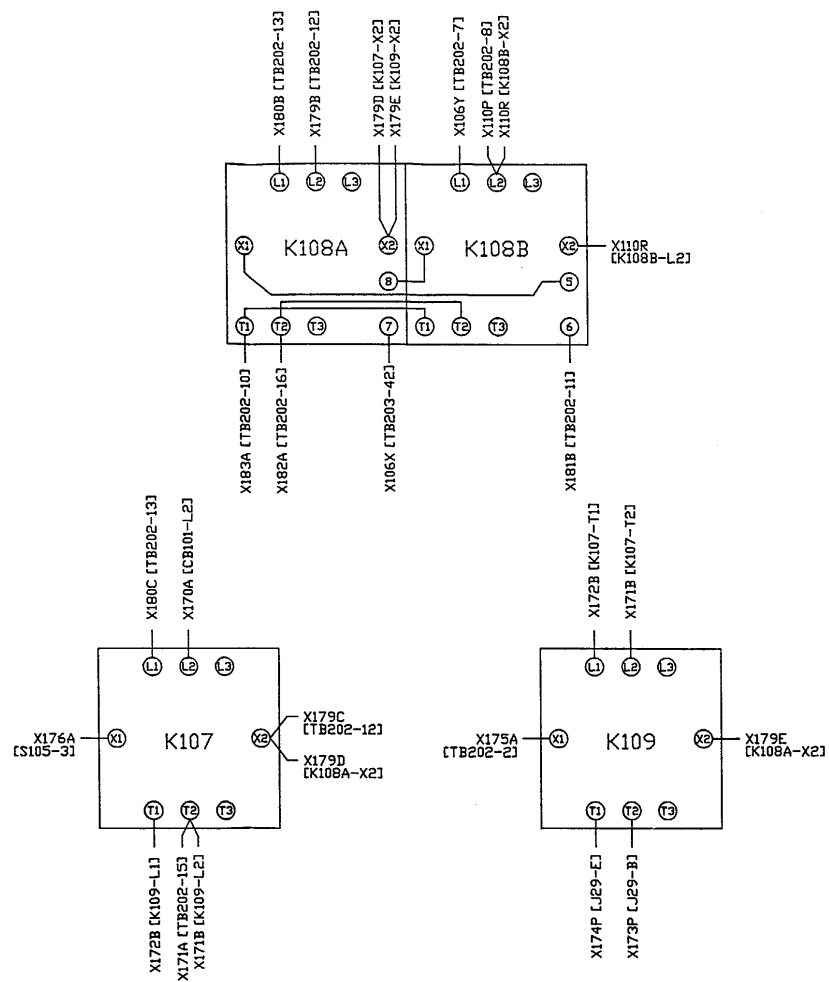 X180B [TB202-13]
X179B [TB202-12]
X179D [K107-X2]
X179E [K109-X2]
X106Y [TB202-7]
X110P [TB202-8]
X110R [K108B-X2]
L1 L2 L3 L1 L2 L3
X1 K108A X2 X1 K108B X2 X110R
[K108B-L2]
8 5
T1 T2 T3 7 T1 T2 T3 6
X183A [TB202-10]
X182A [TB202-16]
X106X [TB203-42]
X181B [TB202-11]
X180C [TB202-13]
X170A [CB101-L2]
L1 L2 L3
X176A
[S105-3]
X1 K107 X2
X179C
[TB202-12]
X179D
[K108A-X2]
T1 T2 T3
X172B [K109-L1]
X171A [TB202-15]
X171B [K109-L2]
X172B [K107-T1]
X171B [K107-T2]
L1 L2 L3
X175A
[TB202-2]
X1 K109 X2
X179E
[K108A-X2]
T1 T2 T3
X174P [J29-E]
X173P [J29-B]